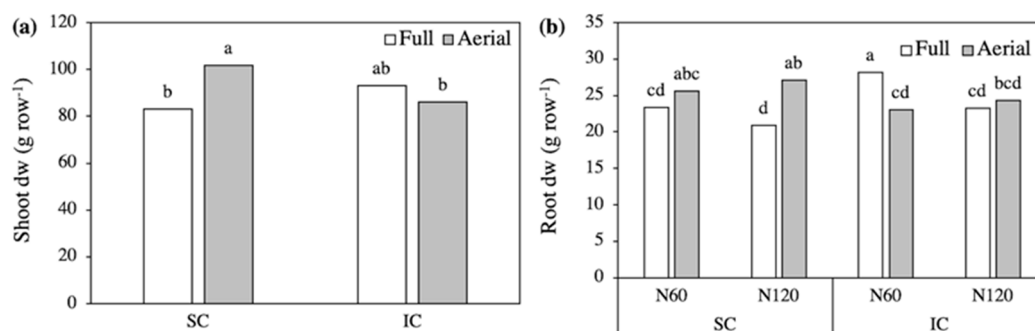 (a)
Shoot dw (g row⁻¹)
120
100
80
60
40
20
0
Full Aerial
b a ab b
SC IC
(b)
Root dw (g row⁻¹)
35
30
25
20
15
10
5
0
Full Aerial
cd abc d ab a cd cd bcd
N60 N120 N60 N120
SC IC